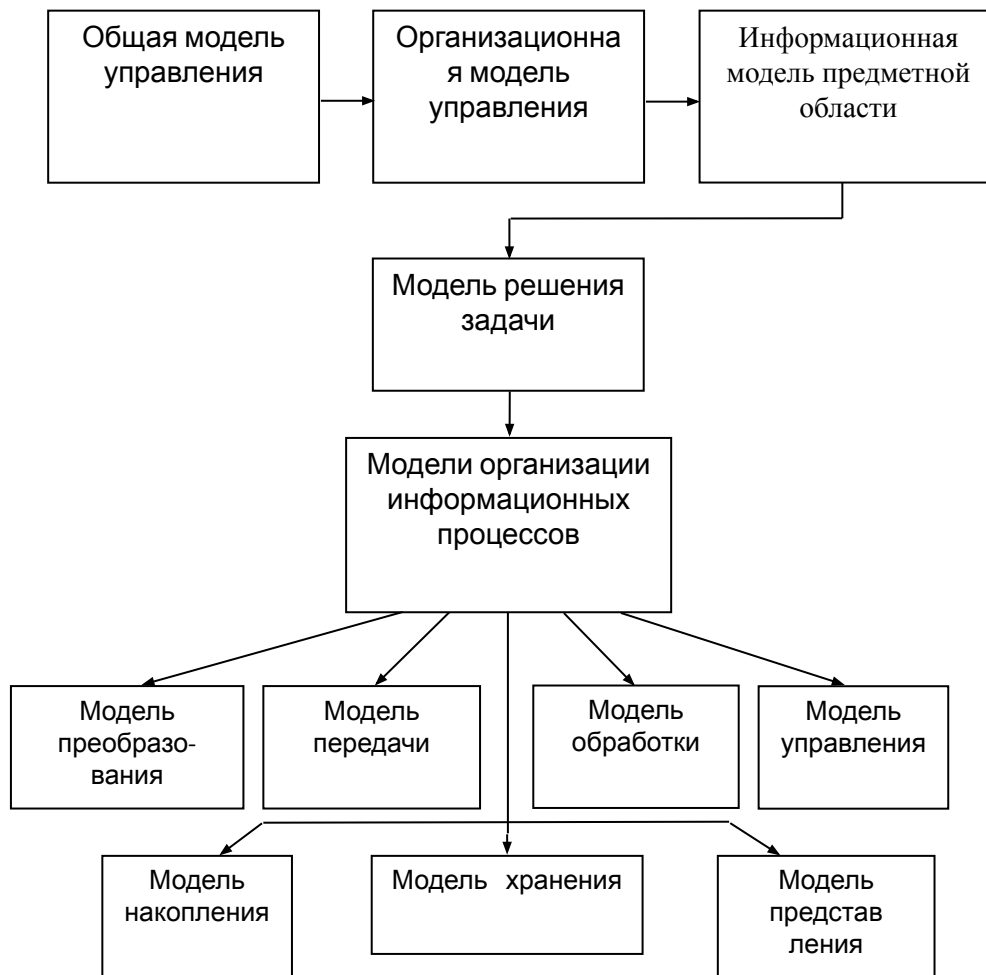 Общая модель
управления
Организационна
я модель
управления
Информационная
модель предметной
области
Модель решения
задачи
Модели организации
информационных
процессов
Модель
преобразо-
вания
Модель
передачи
Модель
обработки
Модель
управления
Модель
накопления
Модель хранения
Модель
представ
ления